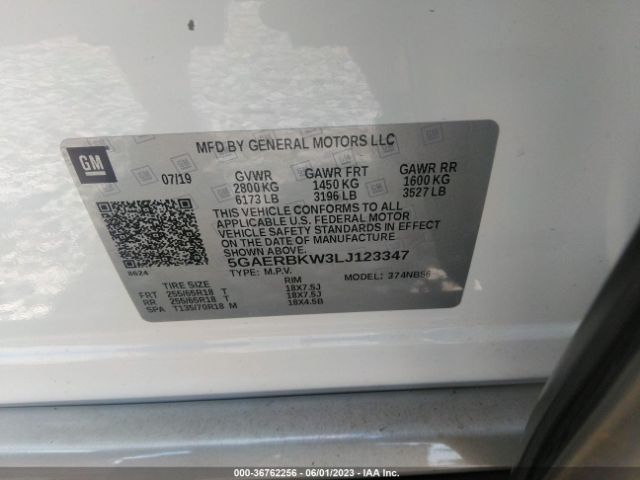 GM
MFD BY GENERAL MOTORS LLC
07/19 GVWR GAWR FRT GAWR RR
2800 KG 1450 KG 1600 KG
6173 LB 3196 LB 3527 LB
THIS VEHICLE CONFORMS TO ALL
APPLICABLE U.S. FEDERAL MOTOR
VEHICLE SAFETY STANDARDS IN EFFECT
ON THE DATE OF MANUFACTURE
SHOWN ABOVE.
5GAERBKW3LJ123347
8624 TYPE: M.P.V. MODEL: 374NB56
TIRE SIZE RIM
FRT 255/65R18 T 18X7.5J
RR 255/65R18 T 18X7.5J
SPA T135/70R18 M 18X4.5B
000-36762256 - 06/01/2023 - IAA Inc.